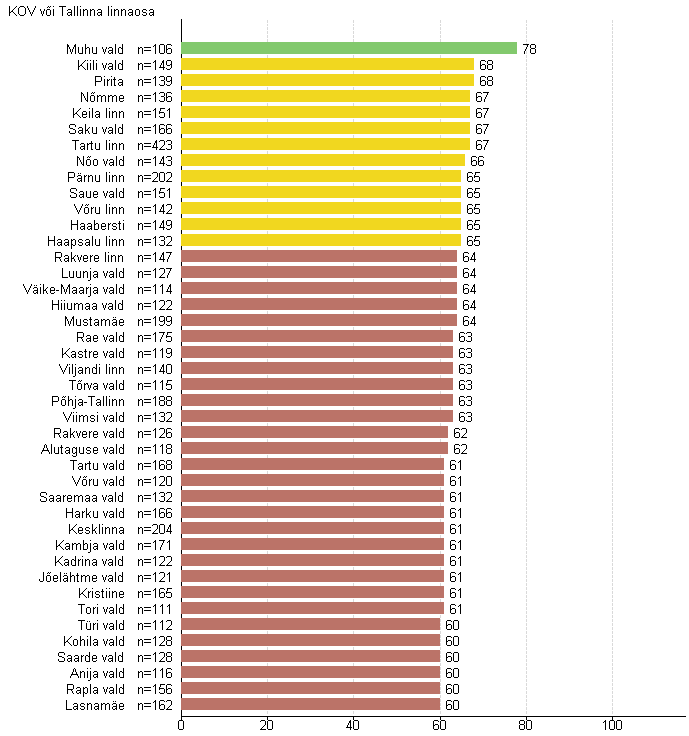 KOV või Tallinna linnaosa
Muhu vald n=106 78
Kiili vald n=149 68
Pirita n=139 68
Nõmme n=136 67
Keila linn n=151 67
Saku vald n=166 67
Tartu linn n=423 67
Nõo vald n=143 66
Pärnu linn n=202 65
Saue vald n=151 65
Võru linn n=142 65
Haabersti n=149 65
Haapsalu linn n=132 65
Rakvere linn n=147 64
Luunja vald n=127 64
Väike-Maarja vald n=114 64
Hiiumaa vald n=122 64
Mustamäe n=199 64
Rae vald n=175 63
Kastre vald n=119 63
Viljandi linn n=140 63
Tõrva vald n=115 63
Põhja-Tallinn n=188 63
Viimsi vald n=132 63
Rakvere vald n=126 62
Alutaguse vald n=118 62
Tartu vald n=168 61
Võru vald n=120 61
Saaremaa vald n=132 61
Harku vald n=166 61
Kesklinna n=204 61
Kambja vald n=171 61
Kadrina vald n=122 61
Jõelähtme vald n=121 61
Kristiine n=165 61
Tori vald n=111 61
Türi vald n=112 60
Kohila vald n=128 60
Saarde vald n=128 60
Anija vald n=116 60
Rapla vald n=156 60
Lasnamäe n=162 60
0 20 40 60 80 100